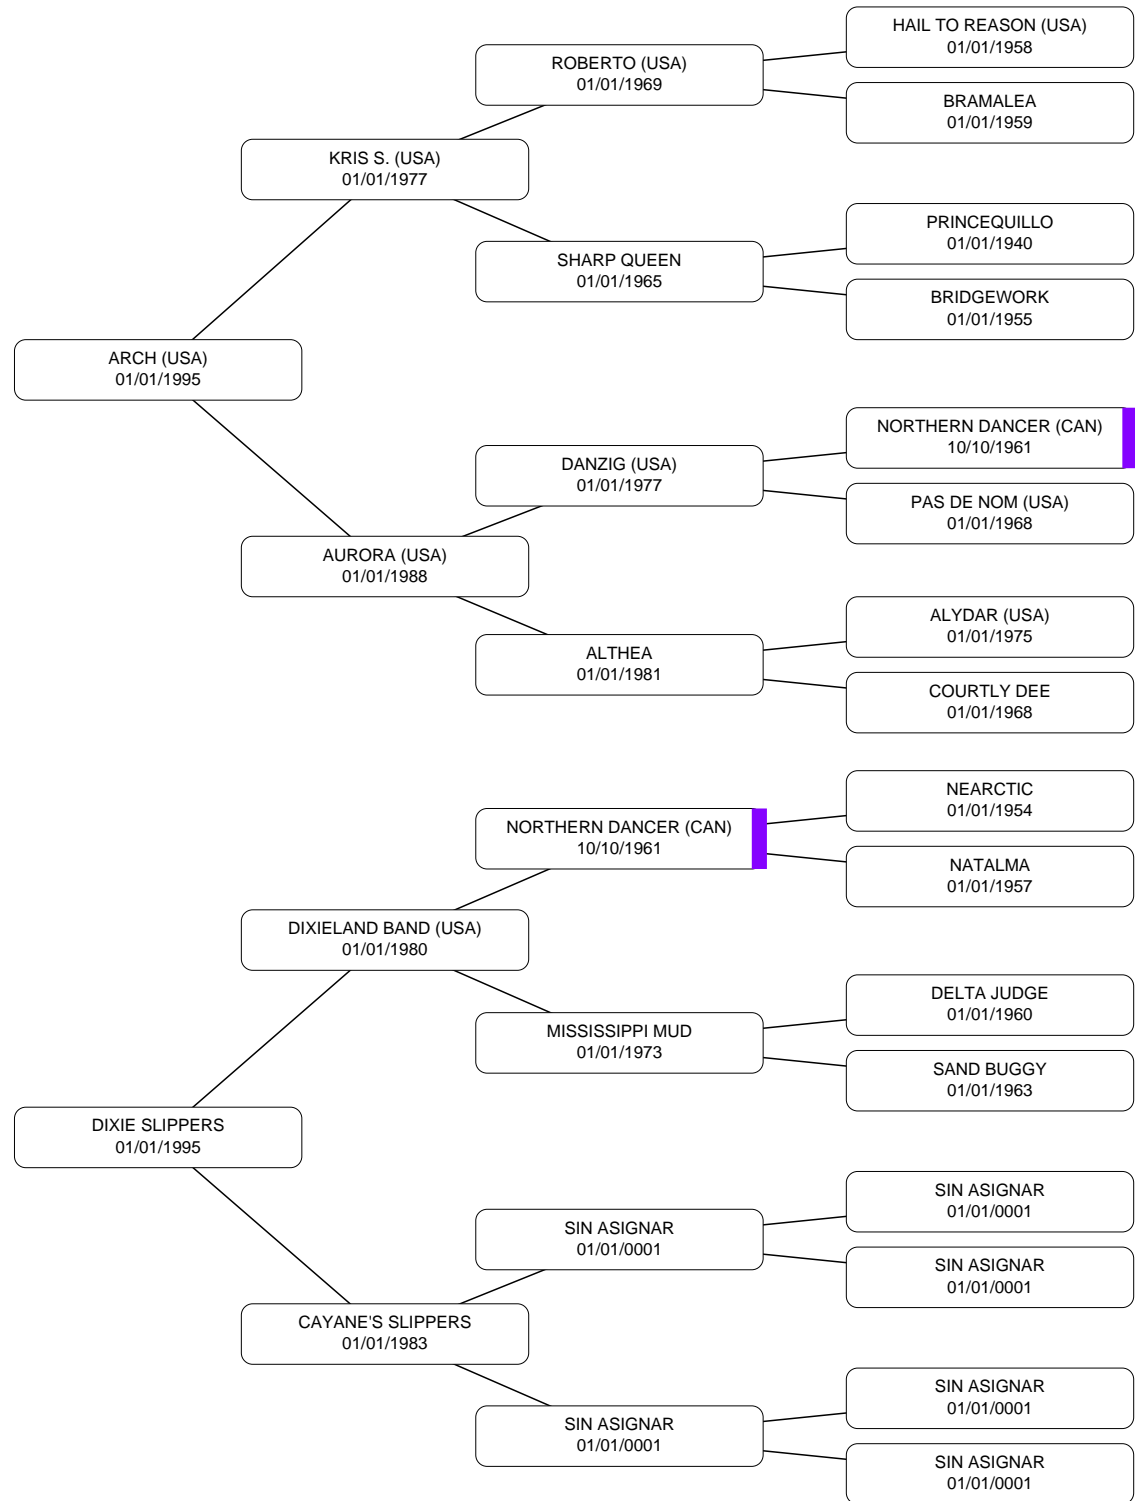 HAIL TO REASON (USA)
01/01/1958
ROBERTO (USA)
01/01/1969
BRAMALEA
01/01/1959
KRIS S. (USA)
01/01/1977
PRINCEQUILLO
01/01/1940
SHARP QUEEN
01/01/1965
BRIDGEWORK
01/01/1955
ARCH (USA)
01/01/1995
NORTHERN DANCER (CAN)
10/10/1961
DANZIG (USA)
01/01/1977
PAS DE NOM (USA)
01/01/1968
AURORA (USA)
01/01/1988
ALYDAR (USA)
01/01/1975
ALTHEA
01/01/1981
COURTLY DEE
01/01/1968
NEARCTIC
01/01/1954
NORTHERN DANCER (CAN)
10/10/1961
NATALMA
01/01/1957
DIXIELAND BAND (USA)
01/01/1980
DELTA JUDGE
01/01/1960
MISSISSIPPI MUD
01/01/1973
SAND BUGGY
01/01/1963
DIXIE SLIPPERS
01/01/1995
SIN ASIGNAR
01/01/0001
SIN ASIGNAR
01/01/0001
SIN ASIGNAR
01/01/0001
CAYANE'S SLIPPERS
01/01/1983
SIN ASIGNAR
01/01/0001
SIN ASIGNAR
01/01/0001
SIN ASIGNAR
01/01/0001